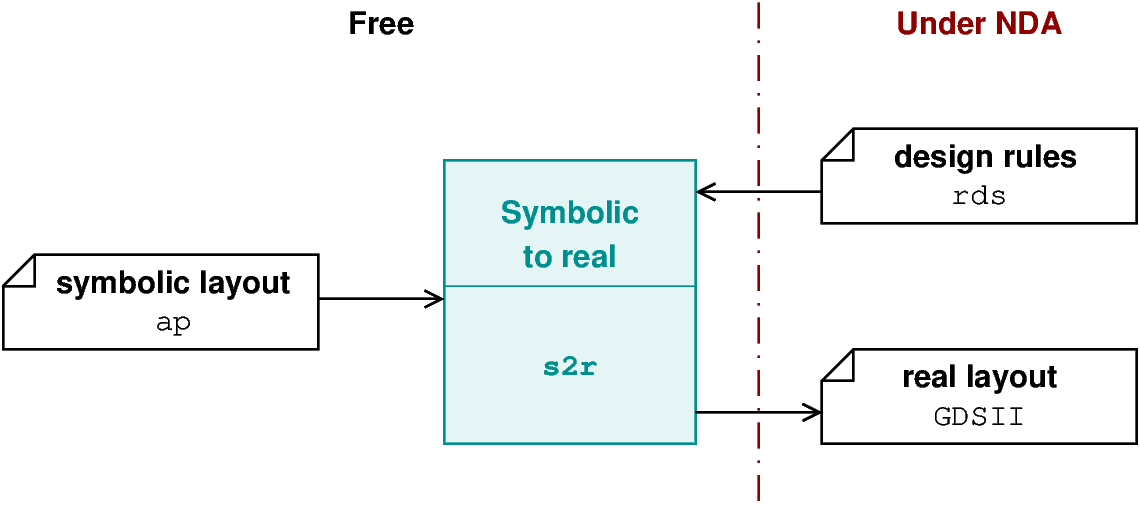 Free
Under NDA
design rules
rds
Symbolic
to real
symbolic layout
ap
s2r
real layout
GDSII